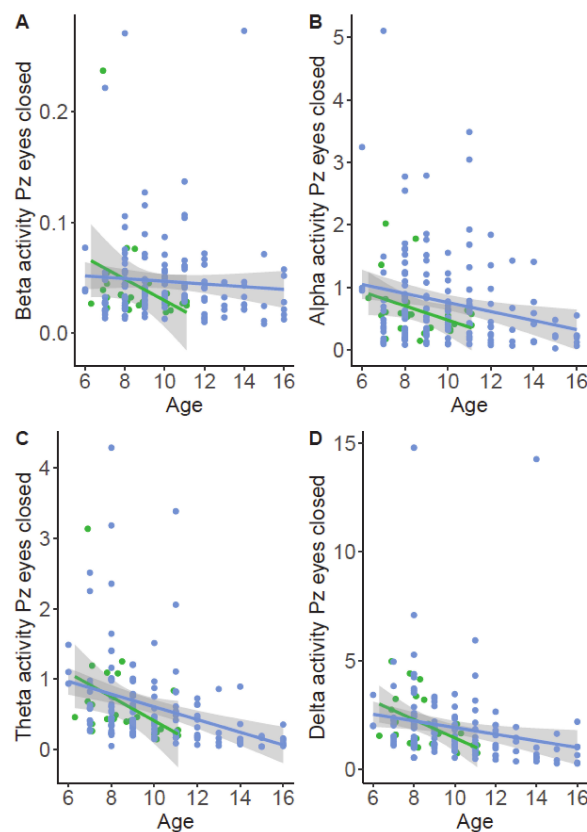 A
Beta activity Pz eyes closed
0.2
0.1
0.0
6 8 10 12 14 16
Age
B
Alpha activity Pz eyes closed
5
4
3
2
1
0
6 8 10 12 14 16
Age
C
Theta activity Pz eyes closed
4
3
2
1
0
6 8 10 12 14 16
Age
D
Delta activity Pz eyes closed
15
10
5
0
6 8 10 12 14 16
Age